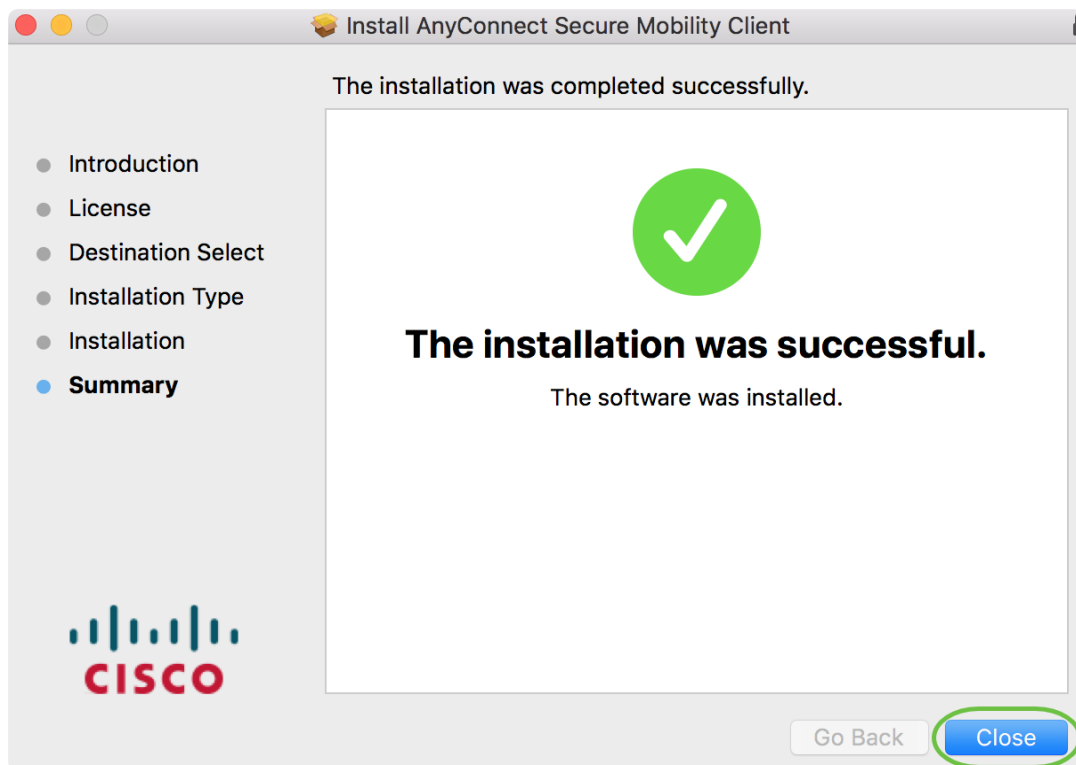 Install AnyConnect Secure Mobility Client
The installation was completed successfully.
Introduction
License
Destination Select
Installation Type
Installation
Summary
The installation was successful.
The software was installed.
CISCO
Go Back
Close